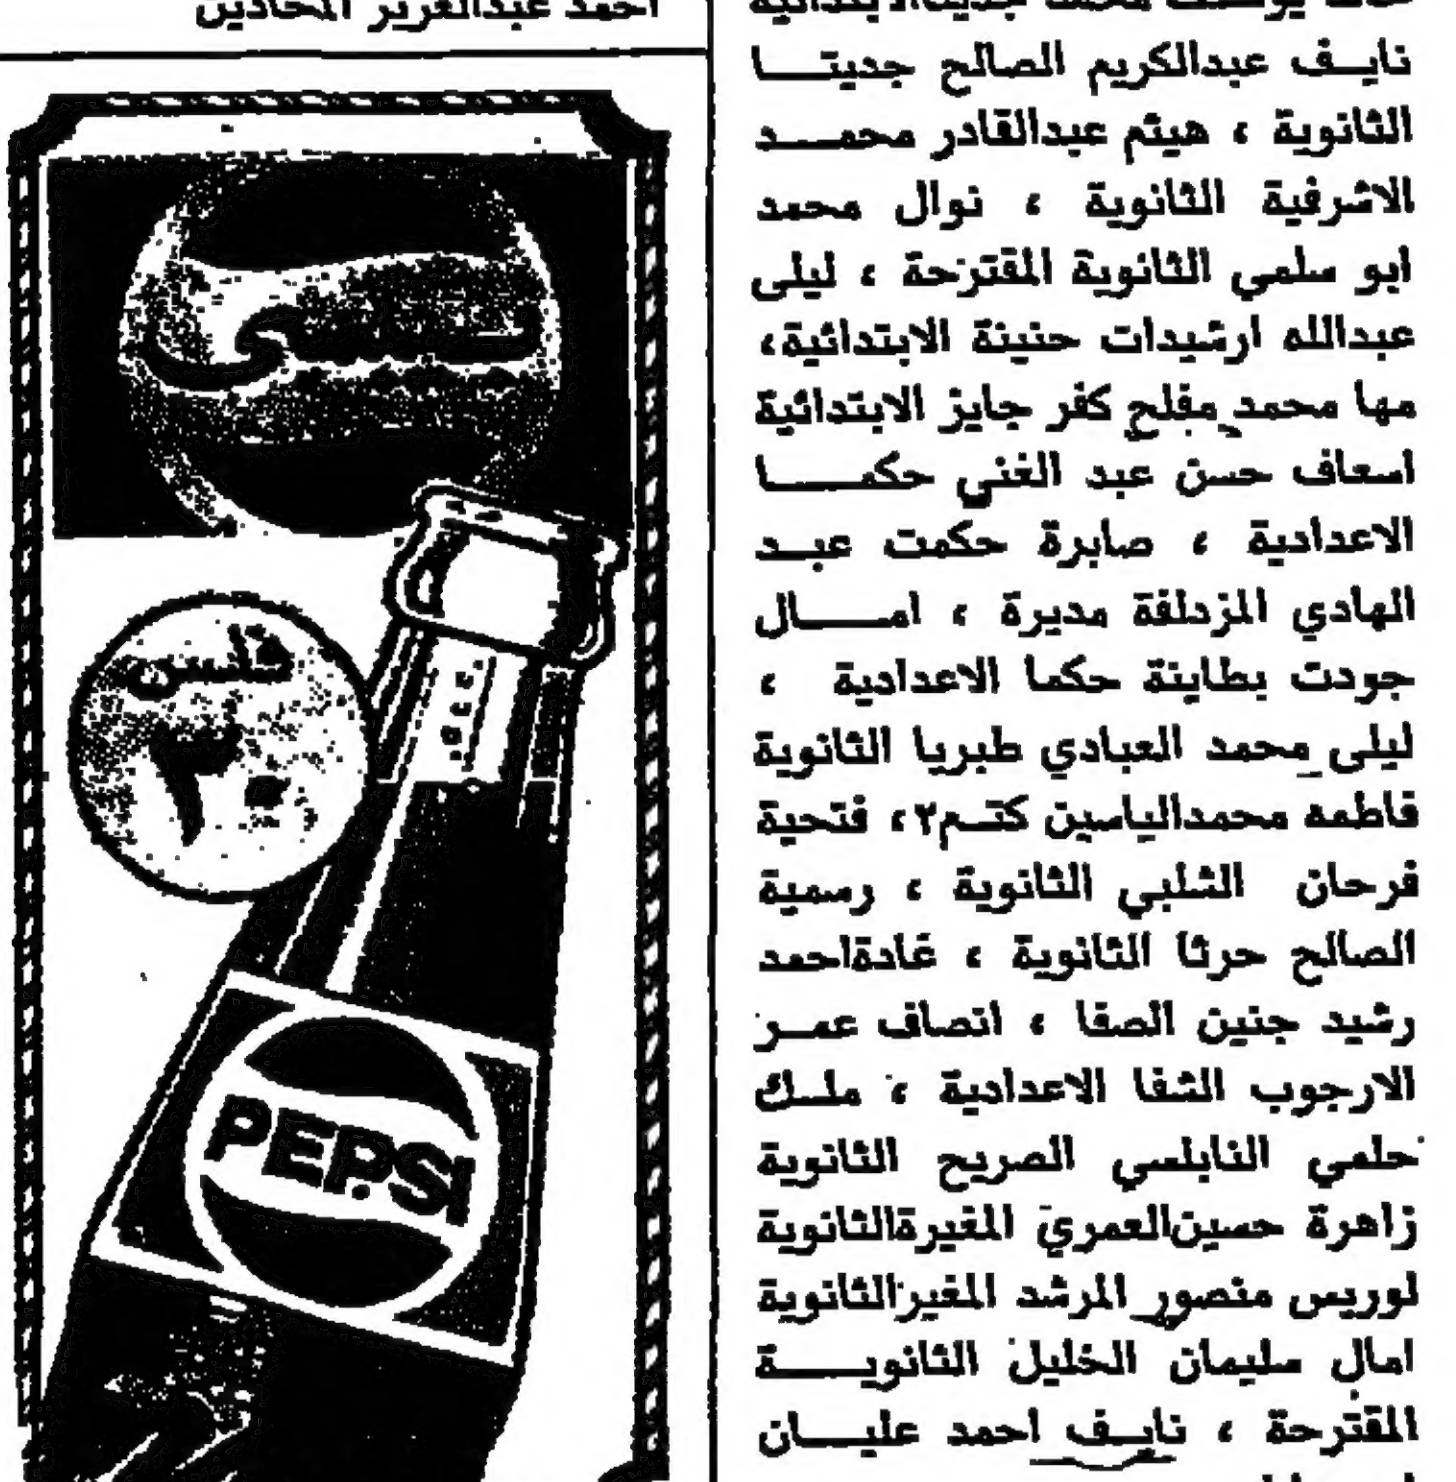 نايف عبدالكريم الصالح جديتا
الثانوية ، هيثم عبدالقادر محمد
الاشرفية الثانوية ، نوال محمد
ابو سلمي الثانوية المقترحة ، ليلى
عبدالله ارشيدات حنينة الابتدائية،
مها محمد مفلح كفر جايز الابتدائية
اسعاف حسن عبد الغني حكما
الاعدادية ، صابرة حكمت عبد
الهادي المزدلفة مديرة ، امال
جودت بطاينة حكما الاعدادية ،
ليلى محمد العبادي طبريا الثانوية
فاطمه محمدالياسين كتم٢، فتحية
فرحان الشلبي الثانوية ، رسمية
الصالح حرثا الثانوية ، غادةاحمد
رشيد جنين الصفا ، انصاف عمر
الارجوب الشفا الاعدادية ، ملك
حلمي النابلسي الصريح الثانوية
زاهرة حسينالعمري المغيرةالثانوية
لوريس منصور المرشد المغيرالثانوية
امال سليمان الخليل الثانوية
المقترحة ، نايف احمد عليان
احمد عبدالعزيز المحادين
فلس
٢٠
PEPSI